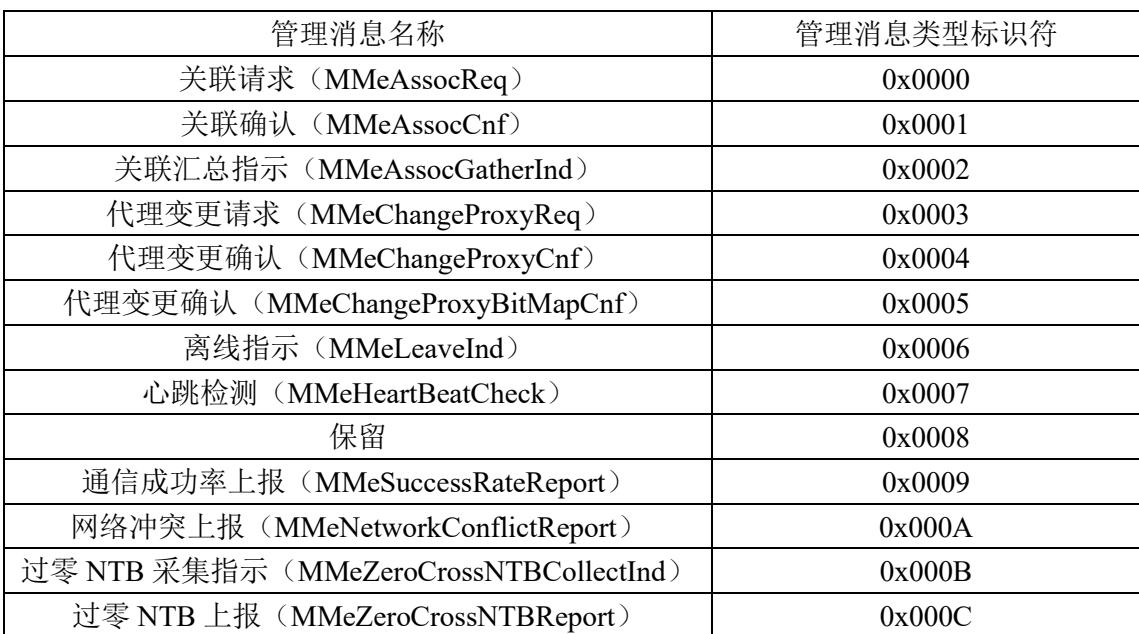 管理消息名称 管理消息类型标识符
关联请求（MMeAssocReq） 0x0000
关联确认（MMeAssocCnf） 0x0001
关联汇总指示（MMeAssocGatherInd） 0x0002
代理变更请求（MMeChangeProxyReq） 0x0003
代理变更确认（MMeChangeProxyCnf） 0x0004
代理变更确认（MMeChangeProxyBitMapCnf） 0x0005
离线指示（MMeLeaveInd） 0x0006
心跳检测（MMeHeartBeatCheck） 0x0007
保留 0x0008
通信成功率上报（MMeSuccessRateReport） 0x0009
网络冲突上报（MMeNetworkConflictReport） 0x000A
过零 NTB 采集指示（MMeZeroCrossNTBCollectInd） 0x000B
过零 NTB 上报（MMeZeroCrossNTBReport） 0x000C